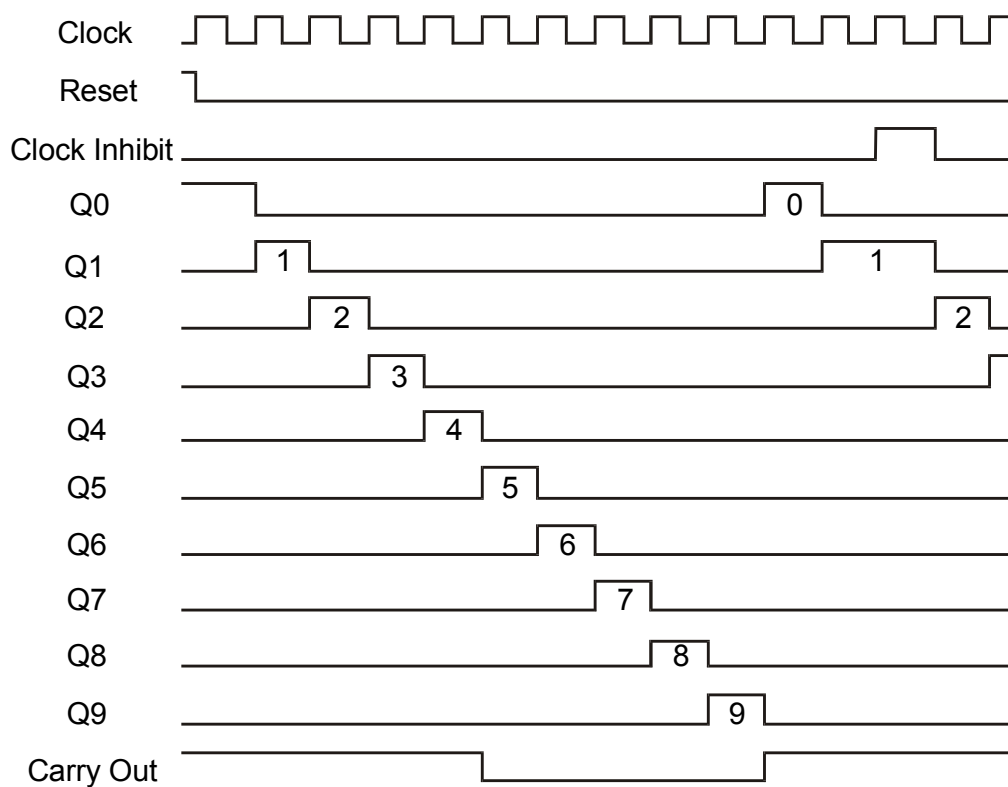 Clock
Reset
Clock Inhibit
Q0 0
Q1 1 1
Q2 2 2
Q3 3
Q4 4
Q5 5
Q6 6
Q7 7
Q8 8
Q9 9
Carry Out